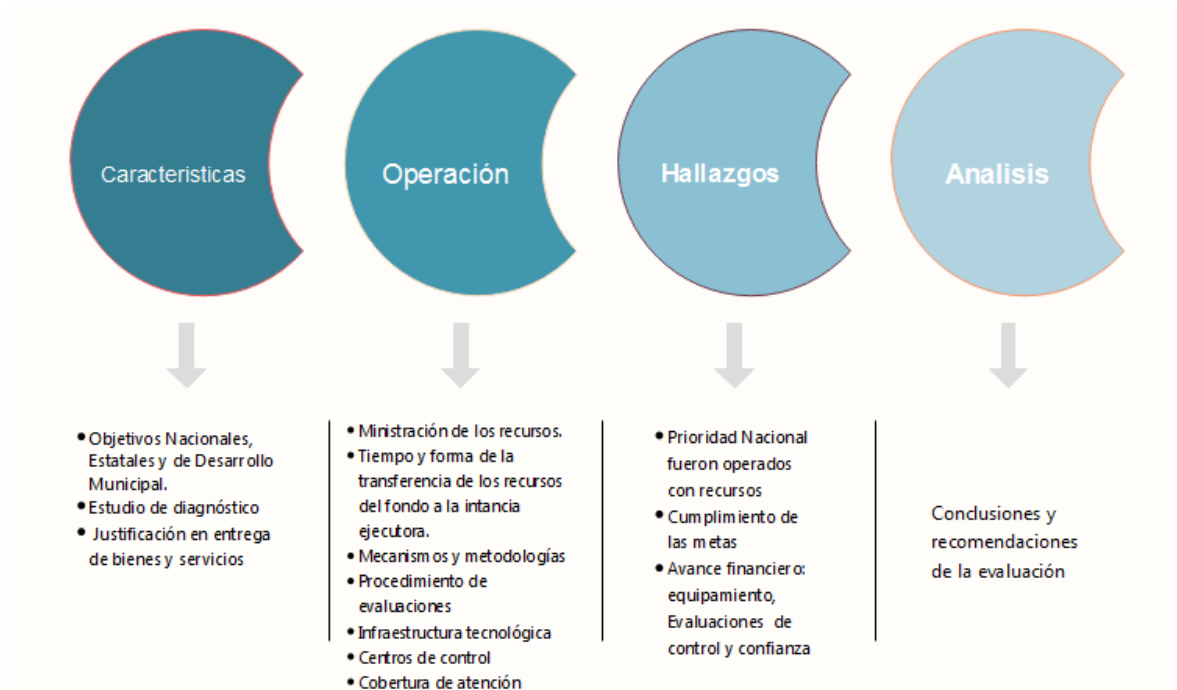 Caracteristicas
Operación
Hallazgos
Analisis
• Objetivos Nacionales,
Estatales y de Desarrollo
Municipal.
• Estudio de diagnóstico
• Justificación en entrega
de bienes y servicios
• Ministración de los recursos.
• Tiempo y forma de la
transferencia de los recursos
del fondo a la intancia
ejecutora.
• Mecanismos y metodologías
• Procedimiento de
evaluaciones
• Infraestructura tecnológica
• Centros de control
• Cobertura de atención
• Prioridad Nacional
fueron operados
con recursos
• Cumplimiento de
las metas
• Avance financiero:
equipamiento,
Evaluaciones de
control y confianza
Conclusiones y
recomendaciones
de la evaluación